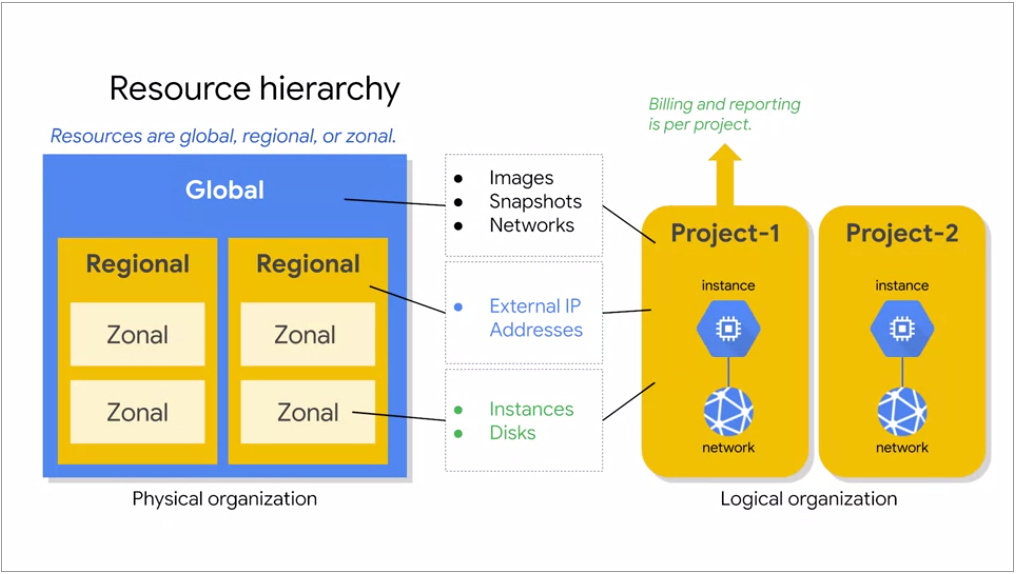 Resource hierarchy
Resources are global, regional, or zonal.
Global
Regional
Zonal
Zonal
Regional
Zonal
Zonal
Physical organization
Images
Snapshots
Networks
External IP
Addresses
Instances
Disks
Billing and reporting
is per project.
Project-1
instance
network
Project-2
instance
network
Logical organization